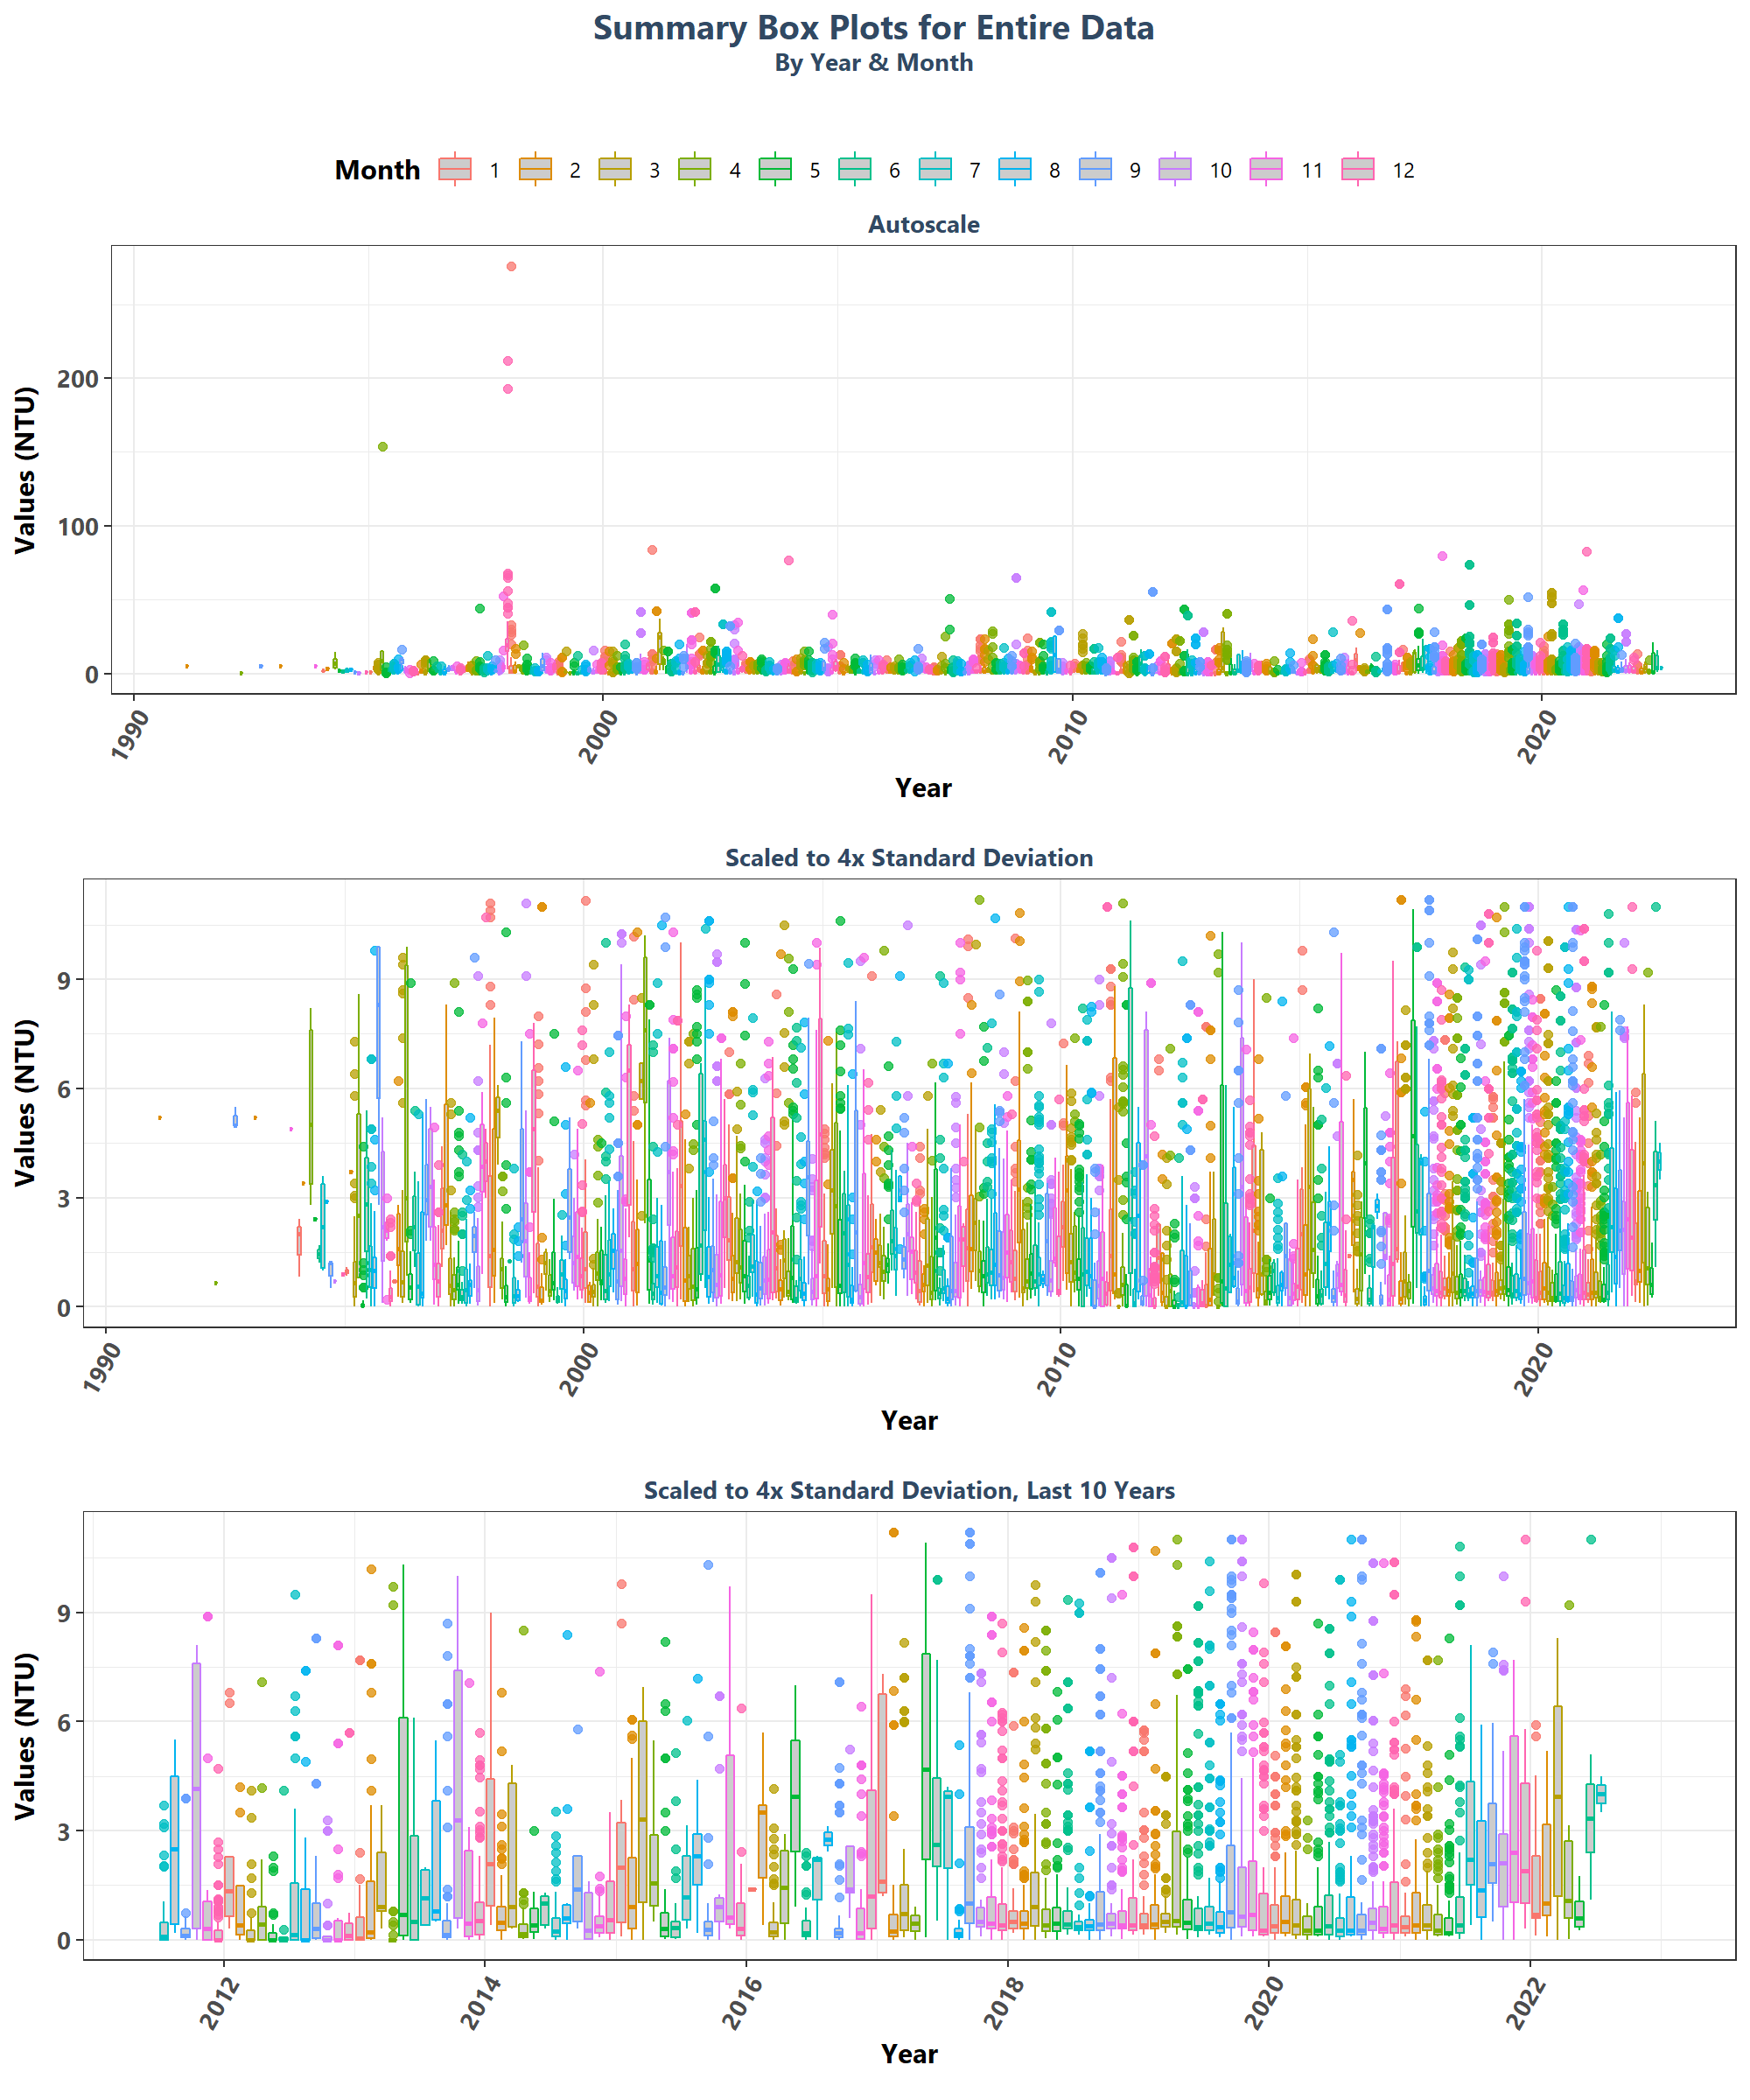 Summary Box Plots for Entire Data
By Year & Month
Month 1 2 3 4 5 6 7 8 9 10 11 12
Autoscale
Values (NTU)
200
100
0
1990 2000 2010 2020
Year
Scaled to 4x Standard Deviation
Values (NTU)
9
6
3
0
1990 2000 2010 2020
Year
Scaled to 4x Standard Deviation, Last 10 Years
Values (NTU)
9
6
3
0
2012 2014 2016 2018 2020 2022
Year